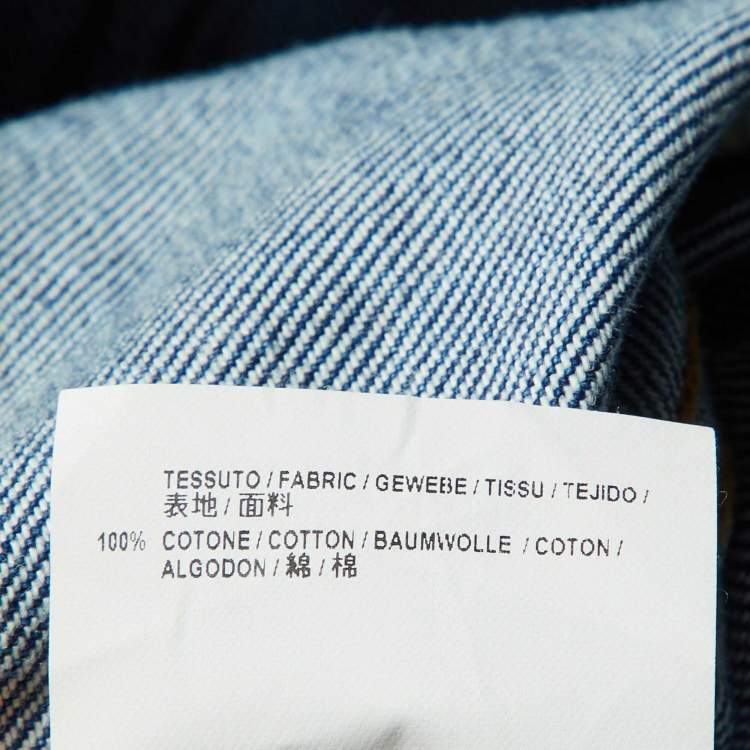 TESSUTO / FABRIC / GEWEBE / TISSU / TEJIDO /
表地 / 面料
100% COTONE / COTTON / BAUMWOLLE / COTON /
ALGODON / 綿 / 棉